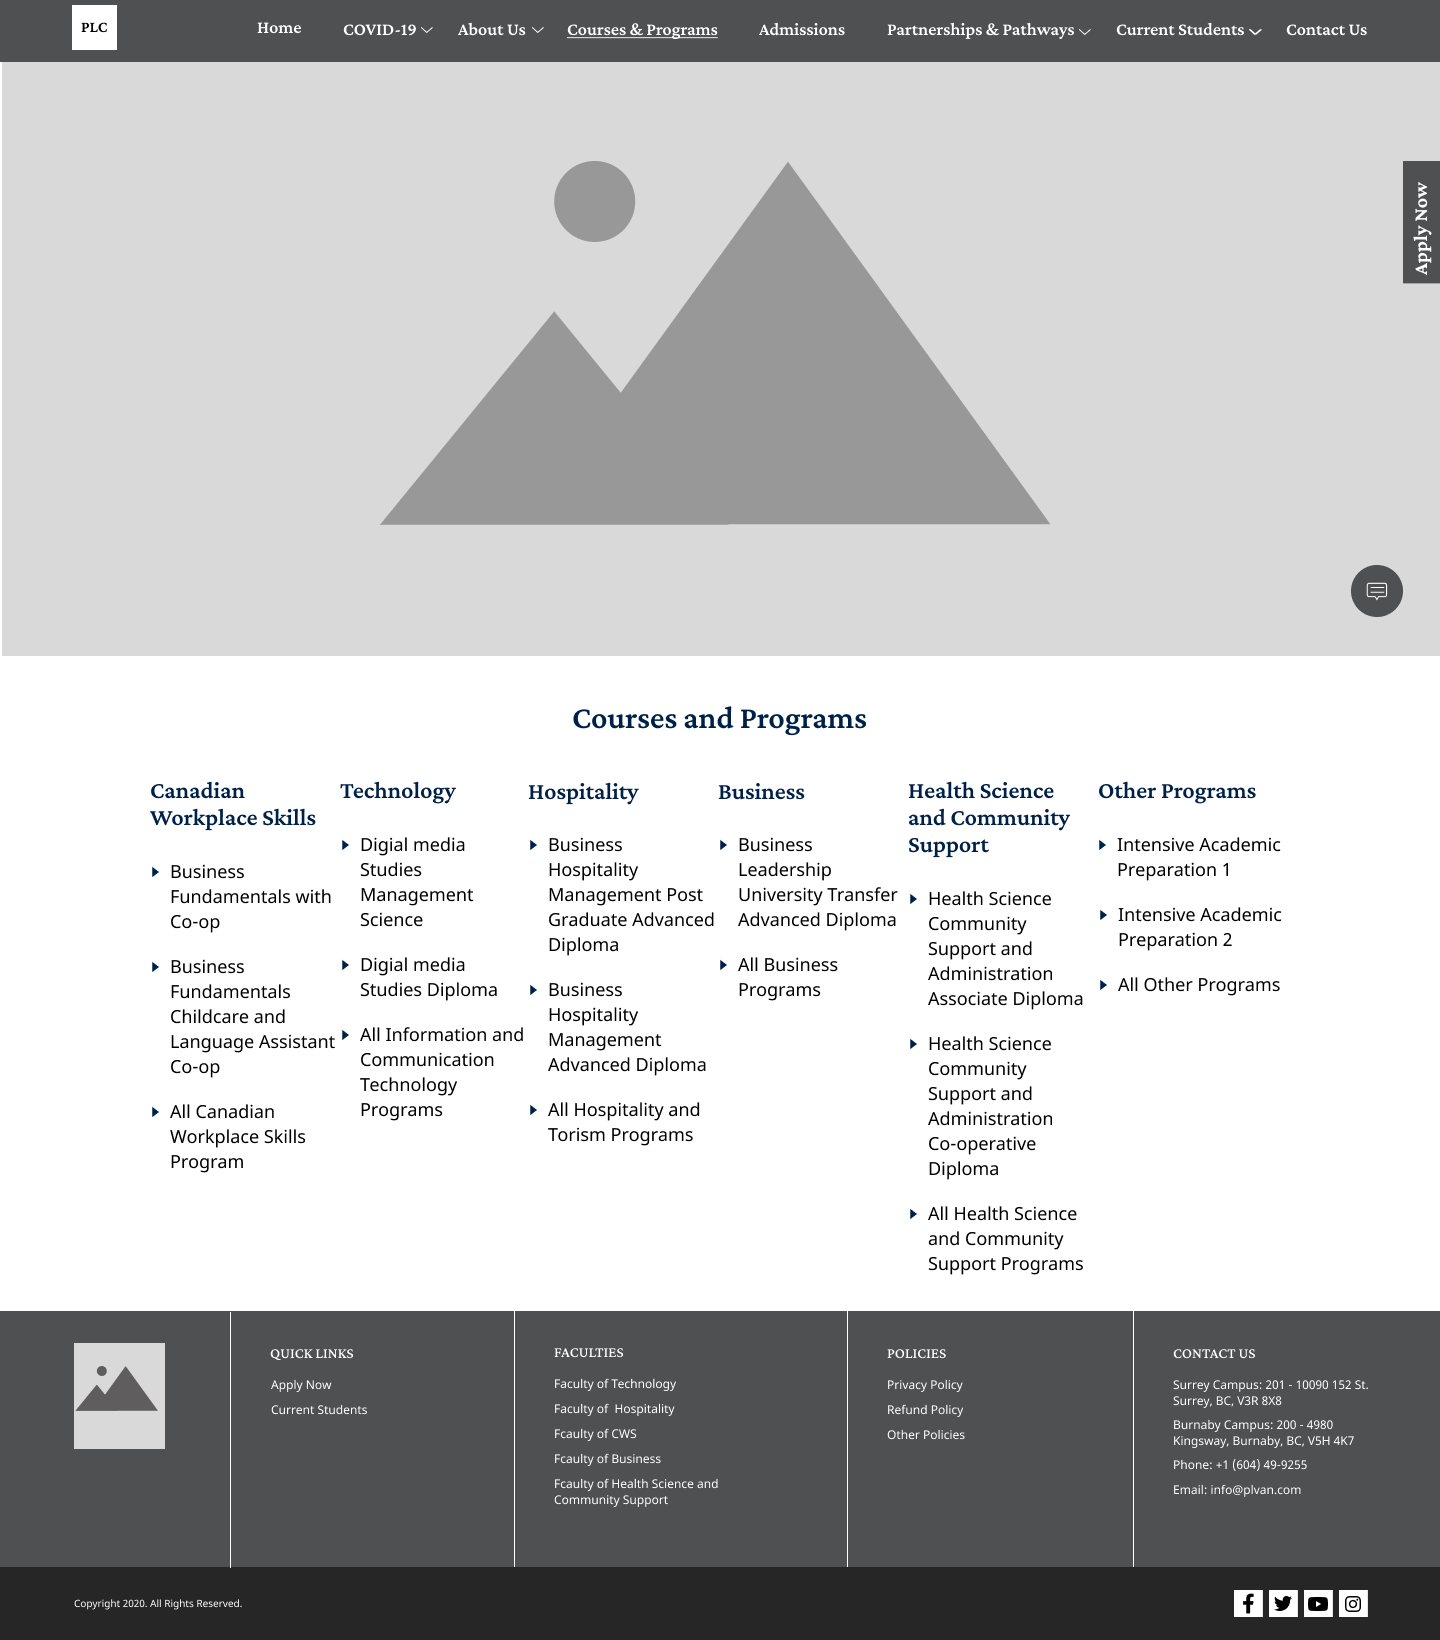 PLC
Home
COVID-19
About Us
Courses & Programs
Admissions
Partnerships & Pathways
Current Students
Contact Us
Apply Now
Courses and Programs
Canadian
Workplace Skills
Business
Fundamentals with
Co-op
Business
Fundamentals
Childcare and
Language Assistant
Co-op
All Canadian
Workplace Skills
Program
Technology
Digial media
Studies
Management
Science
Digial media
Studies Diploma
All Information and
Communication
Technology
Programs
Hospitality
Business
Hospitality
Management Post
Graduate Advanced
Diploma
Business
Hospitality
Management
Advanced Diploma
All Hospitality and
Torism Programs
Business
Business
Leadership
University Transfer
Advanced Diploma
All Business
Programs
Health Science
and Community
Support
Health Science
Community
Support and
Administration
Associate Diploma
Health Science
Community
Support and
Administration
Co-operative
Diploma
All Health Science
and Community
Support Programs
Other Programs
Intensive Academic
Preparation 1
Intensive Academic
Preparation 2
All Other Programs
QUICK LINKS
Apply Now
Current Students
FACULTIES
Faculty of Technology
Faculty of  Hospitality
Fcaulty of CWS
Fcaulty of Business
Fcaulty of Health Science and
Community Support
POLICIES
Privacy Policy
Refund Policy
Other Policies
CONTACT US
Surrey Campus: 201 - 10090 152 St.
Surrey, BC, V3R 8X8
Burnaby Campus: 200 - 4980
Kingsway, Burnaby, BC, V5H 4K7
Phone: +1 (604) 49-9255
Email: info@plvan.com
Copyright 2020. All Rights Reserved.